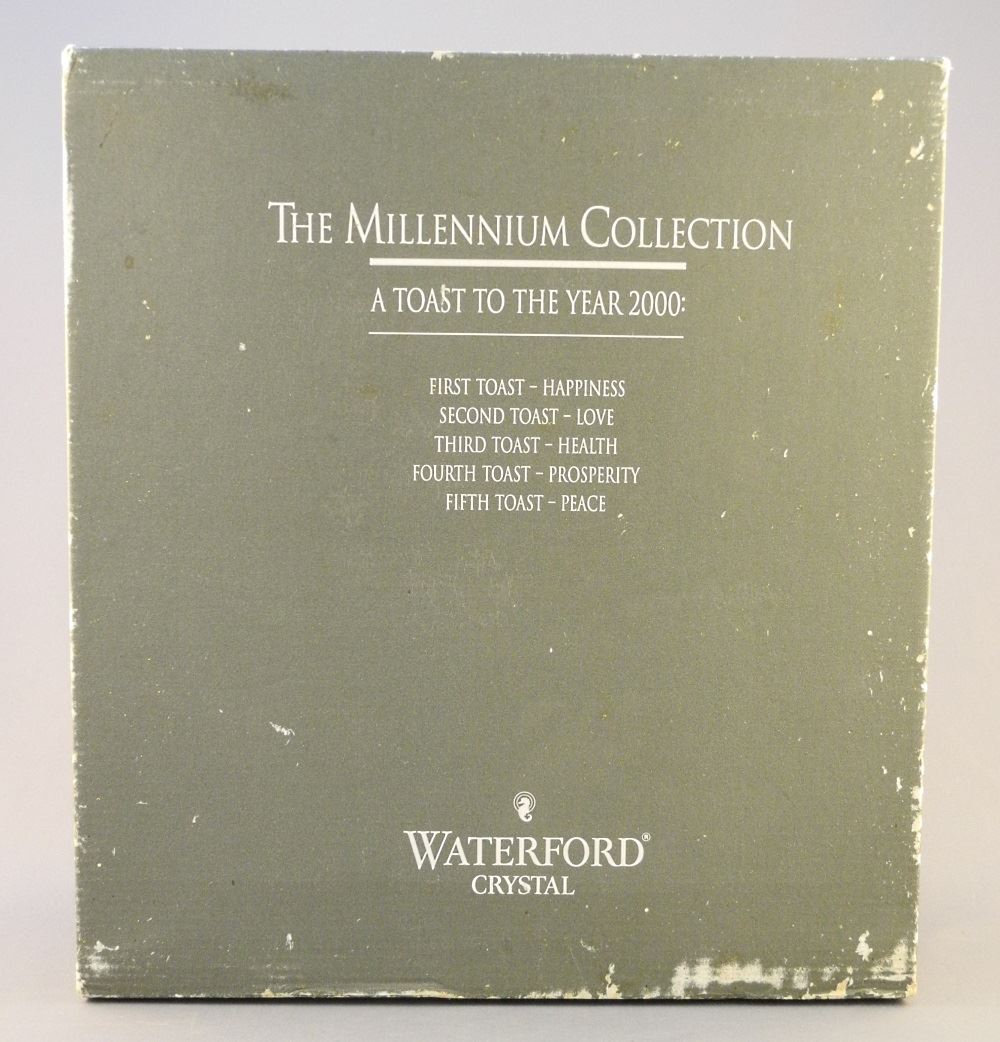 THE MILLENNIUM COLLECTION
A TOAST TO THE YEAR 2000:
FIRST TOAST – HAPPINESS
SECOND TOAST – LOVE
THIRD TOAST – HEALTH
FOURTH TOAST – PROSPERITY
FIFTH TOAST – PEACE
WATERFORD®
CRYSTAL